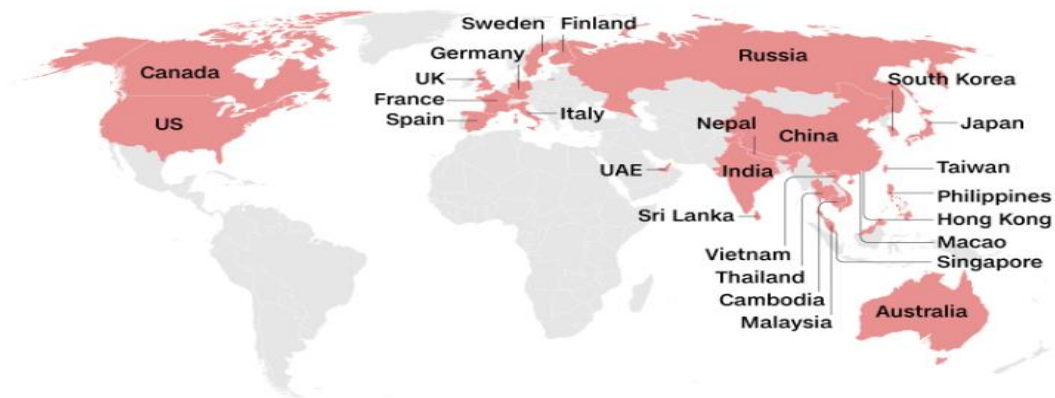 Sweden Finland
Germany
Russia
Canada
UK
South Korea
France
US
Italy
Nepal
China
Japan
Spain
UAE
India
Taiwan
Philippines
Sri Lanka
Hong Kong
Macao
Vietnam
Singapore
Thailand
Cambodia
Australia
Malaysia